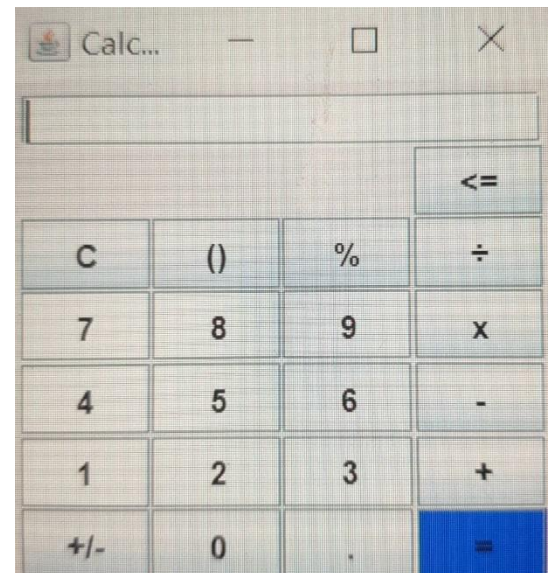 Calc...
<=
C () % ÷
7 8 9 x
4 5 6 -
1 2 3 +
+/- 0 . =